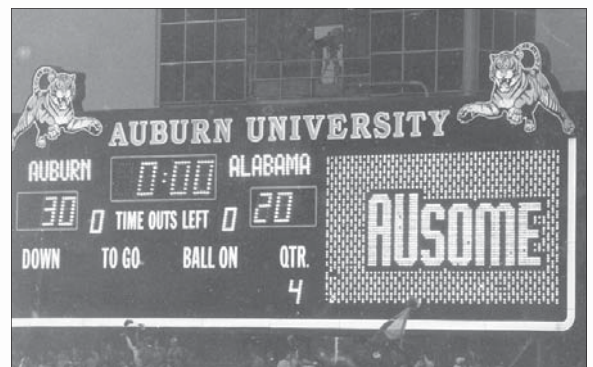 AUBURN UNIVERSITY
AUBURN 0:00 ALABAMA
30 0 TIME OUTS LEFT 0 20
DOWN TO GO BALL ON QTR.
4
AUSOME